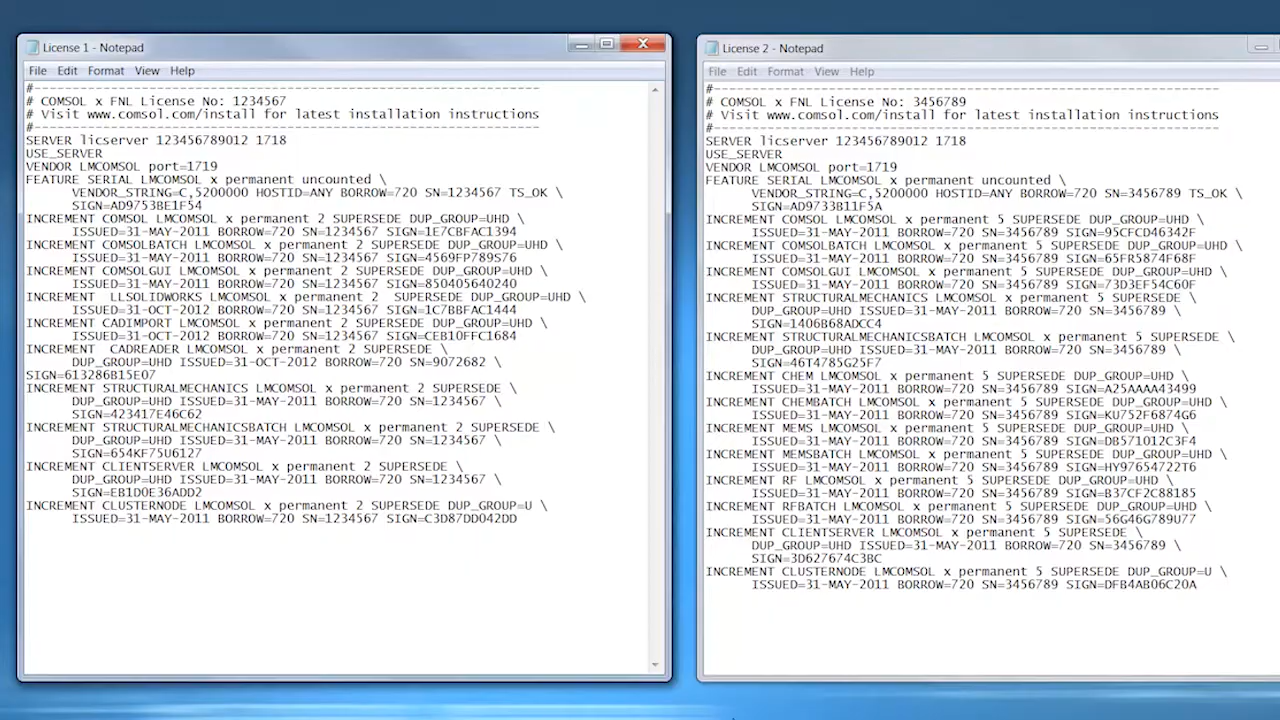 License 1 - Notepad
File Edit Format View Help
#------------------------------------------------------------------
# COMSOL x FNL License No: 1234567
# Visit www.comsol.com/install for latest installation instructions
#------------------------------------------------------------------
SERVER licserver 123456789012 1718
USE_SERVER
VENDOR LMCOMSOL port=1719
FEATURE SERIAL LMCOMSOL x permanent uncounted \
VENDOR_STRING=C,5200000 HOSTID=ANY BORROW=720 SN=1234567 TS_OK \
SIGN=AD9753BE1F54
INCREMENT COMSOL LMCOMSOL x permanent 2 SUPERSEDE DUP_GROUP=UHD \
ISSUED=31-MAY-2011 BORROW=720 SN=1234567 SIGN=1E7CBFAC1394
INCREMENT COMSOLBATCH LMCOMSOL x permanent 2 SUPERSEDE DUP_GROUP=UHD \
ISSUED=31-MAY-2011 BORROW=720 SN=1234567 SIGN=4569FP789S76
INCREMENT COMSOLGUI LMCOMSOL x permanent 2 SUPERSEDE DUP_GROUP=UHD \
ISSUED=31-MAY-2011 BORROW=720 SN=1234567 SIGN=850405640240
INCREMENT  LLSOLIDWORKS LMCOMSOL x permanent 2  SUPERSEDE DUP_GROUP=UHD \
ISSUED=31-OCT-2012 BORROW=720 SN=1234567 SIGN=1C7BBFAC1444
INCREMENT CADIMPORT LMCOMSOL x permanent 2 SUPERSEDE DUP_GROUP=UHD \
ISSUED=31-OCT-2012 BORROW=720 SN=1234567 SIGN=CEB10FFC1684
INCREMENT  CADREADER LMCOMSOL x permanent 2 SUPERSEDE \
DUP_GROUP=UHD ISSUED=31-OCT-2012 BORROW=720 SN=9072682 \
SIGN=613286B15E07
INCREMENT STRUCTURALMECHANICS LMCOMSOL x permanent 2 SUPERSEDE \
DUP_GROUP=UHD ISSUED=31-MAY-2011 BORROW=720 SN=1234567 \
SIGN=423417E46C62
INCREMENT STRUCTURALMECHANICSBATCH LMCOMSOL x permanent 2 SUPERSEDE \
DUP_GROUP=UHD ISSUED=31-MAY-2011 BORROW=720 SN=1234567 \
SIGN=654KF75U6127
INCREMENT CLIENTSERVER LMCOMSOL x permanent 2 SUPERSEDE \
DUP_GROUP=UHD ISSUED=31-MAY-2011 BORROW=720 SN=1234567 \
SIGN=EB1D0E36ADD2
INCREMENT CLUSTERNODE LMCOMSOL x permanent 2 SUPERSEDE DUP_GROUP=U \
ISSUED=31-MAY-2011 BORROW=720 SN=1234567 SIGN=C3D87DD042DD
License 2 - Notepad
File Edit Format View Help
#------------------------------------------------------------------
# COMSOL x FNL License No: 3456789
# Visit www.comsol.com/install for latest installation instructions
#------------------------------------------------------------------
SERVER licserver 123456789012 1718
USE_SERVER
VENDOR LMCOMSOL port=1719
FEATURE SERIAL LMCOMSOL x permanent uncounted \
VENDOR_STRING=C,5200000 HOSTID=ANY BORROW=720 SN=3456789 TS_OK \
SIGN=AD9733B11F5A
INCREMENT COMSOL LMCOMSOL x permanent 5 SUPERSEDE DUP_GROUP=UHD \
ISSUED=31-MAY-2011 BORROW=720 SN=3456789 SIGN=95CFCD46342F
INCREMENT COMSOLBATCH LMCOMSOL x permanent 5 SUPERSEDE DUP_GROUP=UHD \
ISSUED=31-MAY-2011 BORROW=720 SN=3456789 SIGN=65FR5874F68F
INCREMENT COMSOLGUI LMCOMSOL x permanent 5 SUPERSEDE DUP_GROUP=UHD \
ISSUED=31-MAY-2011 BORROW=720 SN=3456789 SIGN=73D3EF54C60F
INCREMENT STRUCTURALMECHANICS LMCOMSOL x permanent 5 SUPERSEDE \
DUP_GROUP=UHD ISSUED=31-MAY-2011 BORROW=720 SN=3456789 \
SIGN=1406B68ADCC4
INCREMENT STRUCTURALMECHANICSBATCH LMCOMSOL x permanent 5 SUPERSEDE \
DUP_GROUP=UHD ISSUED=31-MAY-2011 BORROW=720 SN=3456789 \
SIGN=46T4785G25F7
INCREMENT CHEM LMCOMSOL x permanent 5 SUPERSEDE DUP_GROUP=UHD \
ISSUED=31-MAY-2011 BORROW=720 SN=3456789 SIGN=A25AAAA43499
INCREMENT CHEMBATCH LMCOMSOL x permanent 5 SUPERSEDE DUP_GROUP=UHD \
ISSUED=31-MAY-2011 BORROW=720 SN=3456789 SIGN=KU752F6874G6
INCREMENT MEMS LMCOMSOL x permanent 5 SUPERSEDE DUP_GROUP=UHD \
ISSUED=31-MAY-2011 BORROW=720 SN=3456789 SIGN=DB571012C3F4
INCREMENT MEMSBATCH LMCOMSOL x permanent 5 SUPERSEDE DUP_GROUP=UHD \
ISSUED=31-MAY-2011 BORROW=720 SN=3456789 SIGN=HY97654722T6
INCREMENT RF LMCOMSOL x permanent 5 SUPERSEDE DUP_GROUP=UHD \
ISSUED=31-MAY-2011 BORROW=720 SN=3456789 SIGN=B37CF2C88185
INCREMENT RFBATCH LMCOMSOL x permanent 5 SUPERSEDE DUP_GROUP=UHD \
ISSUED=31-MAY-2011 BORROW=720 SN=3456789 SIGN=56G46G789U77
INCREMENT CLIENTSERVER LMCOMSOL x permanent 5 SUPERSEDE \
DUP_GROUP=UHD ISSUED=31-MAY-2011 BORROW=720 SN=3456789 \
SIGN=3D627674C3BC
INCREMENT CLUSTERNODE LMCOMSOL x permanent 5 SUPERSEDE DUP_GROUP=U \
ISSUED=31-MAY-2011 BORROW=720 SN=3456789 SIGN=DFB4AB06C20A